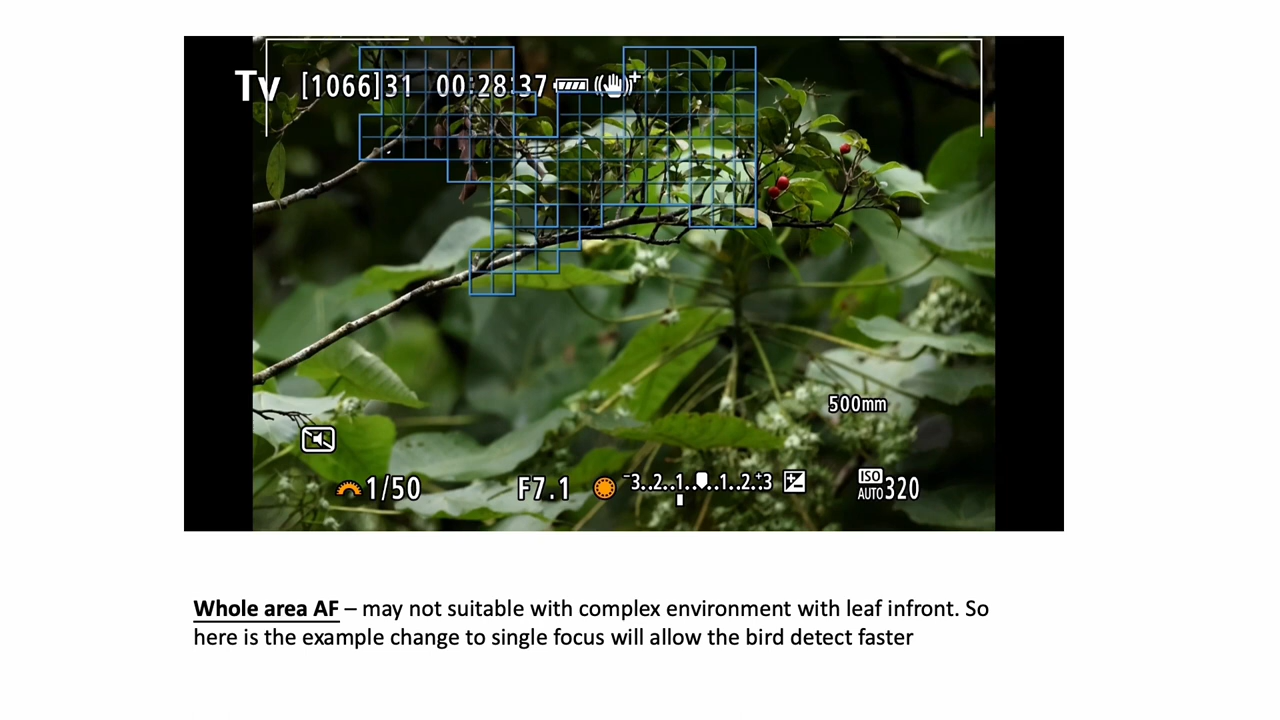 Tv [1066]31 00:28:37
500mm
1/50 F7.1 -3..2..1..▪..1..2.+3 ISO AUTO 320
Whole area AF – may not suitable with complex environment with leaf infront. So
here is the example change to single focus will allow the bird detect faster